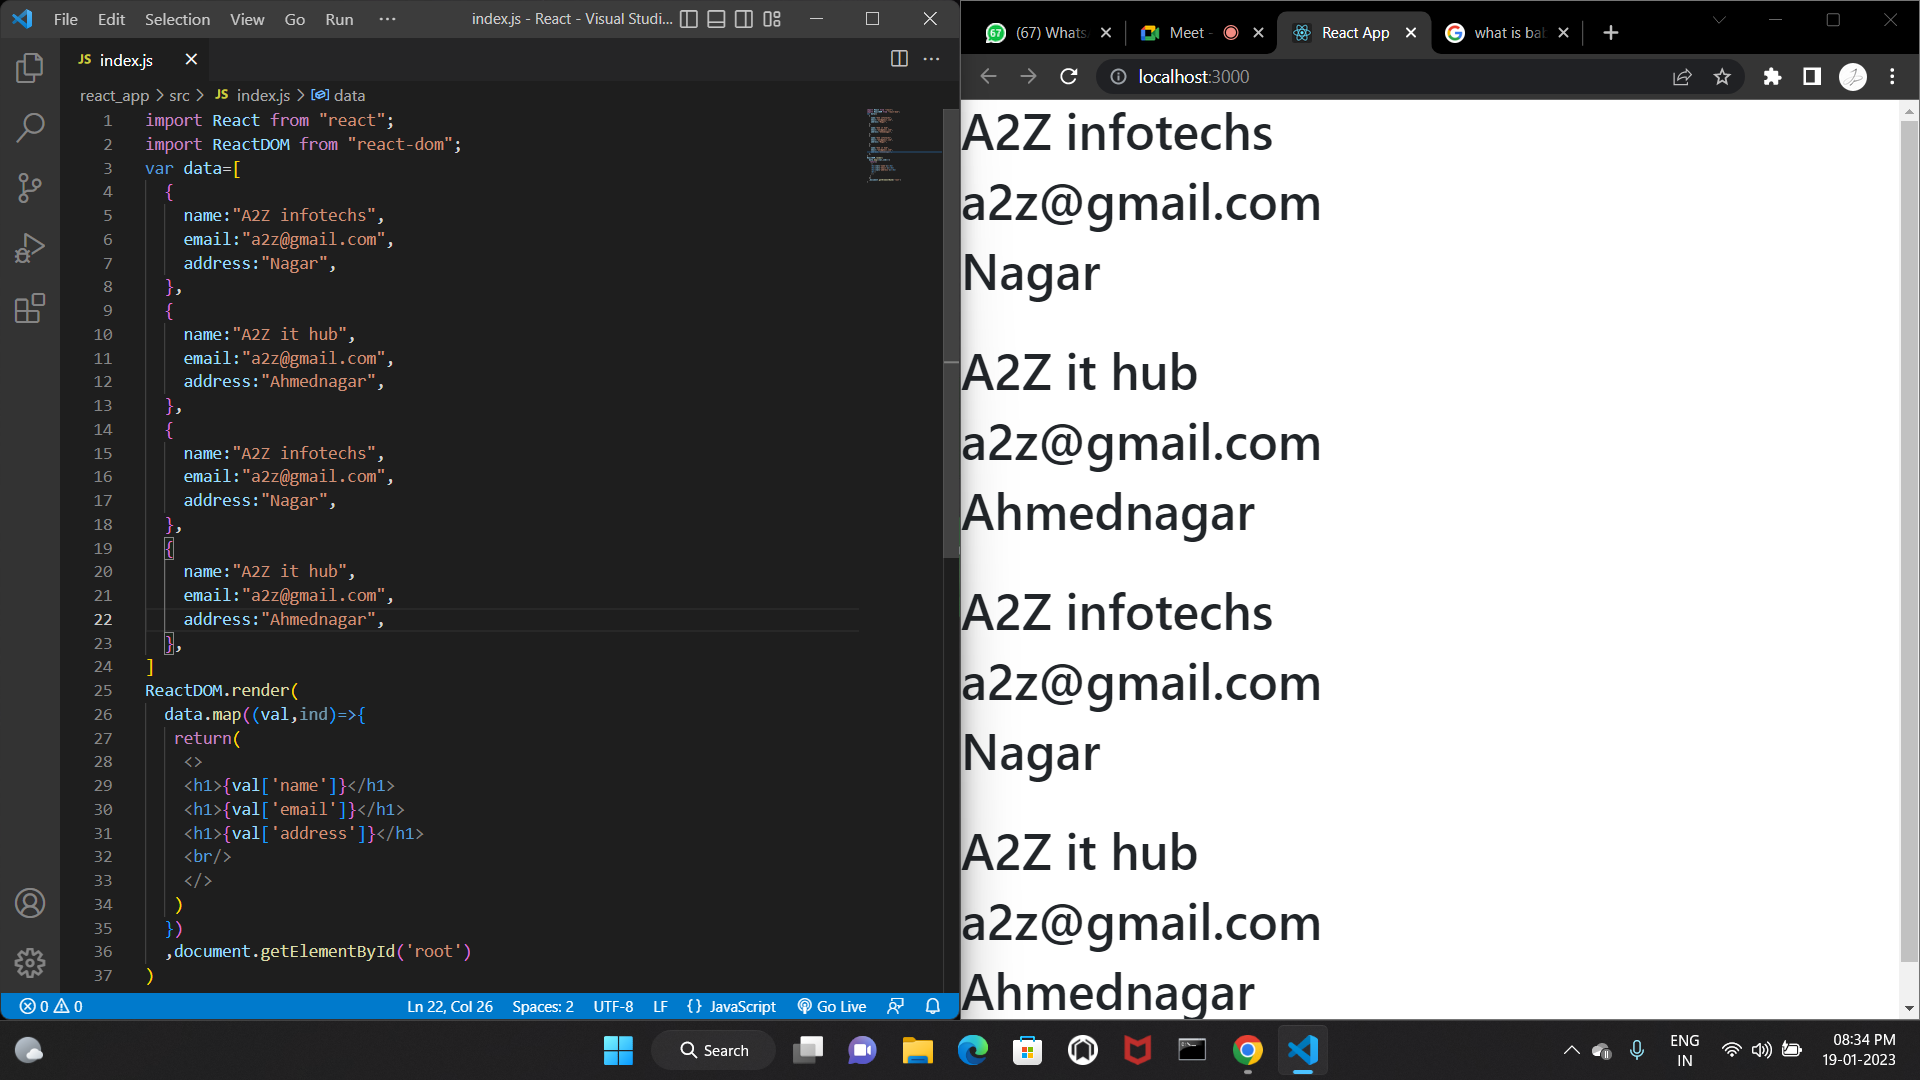 File Edit Selection View Go Run ··· index.js - React - Visual Studi...
JS index.js
react_app > src > JS index.js > data
1 import React from "react";
2 import ReactDOM from "react-dom";
3 var data=[
4 {
5 name:"A2Z infotechs",
6 email:"a2z@gmail.com",
7 address:"Nagar",
8 },
9 {
10 name:"A2Z it hub",
11 email:"a2z@gmail.com",
12 address:"Ahmednagar",
13 },
14 {
15 name:"A2Z infotechs",
16 email:"a2z@gmail.com",
17 address:"Nagar",
18 },
19 {
20 name:"A2Z it hub",
21 email:"a2z@gmail.com",
22 address:"Ahmednagar",
23 },
24 ]
25 ReactDOM.render(
26 data.map((val,ind)=>{
27 return(
28 <>
29 <h1>{val['name']}</h1>
30 <h1>{val['email']}</h1>
31 <h1>{val['address']}</h1>
32 <br/>
33 </>
34 )
35 })
36 ,document.getElementById('root')
37 )
0 0 Ln 22, Col 26 Spaces: 2 UTF-8 LF {} JavaScript Go Live
67 (67) Whats Meet - React App what is bab
localhost:3000
A2Z infotechs
a2z@gmail.com
Nagar
A2Z it hub
a2z@gmail.com
Ahmednagar
A2Z infotechs
a2z@gmail.com
Nagar
A2Z it hub
a2z@gmail.com
Ahmednagar
Search
ENG
IN
08:34 PM
19-01-2023